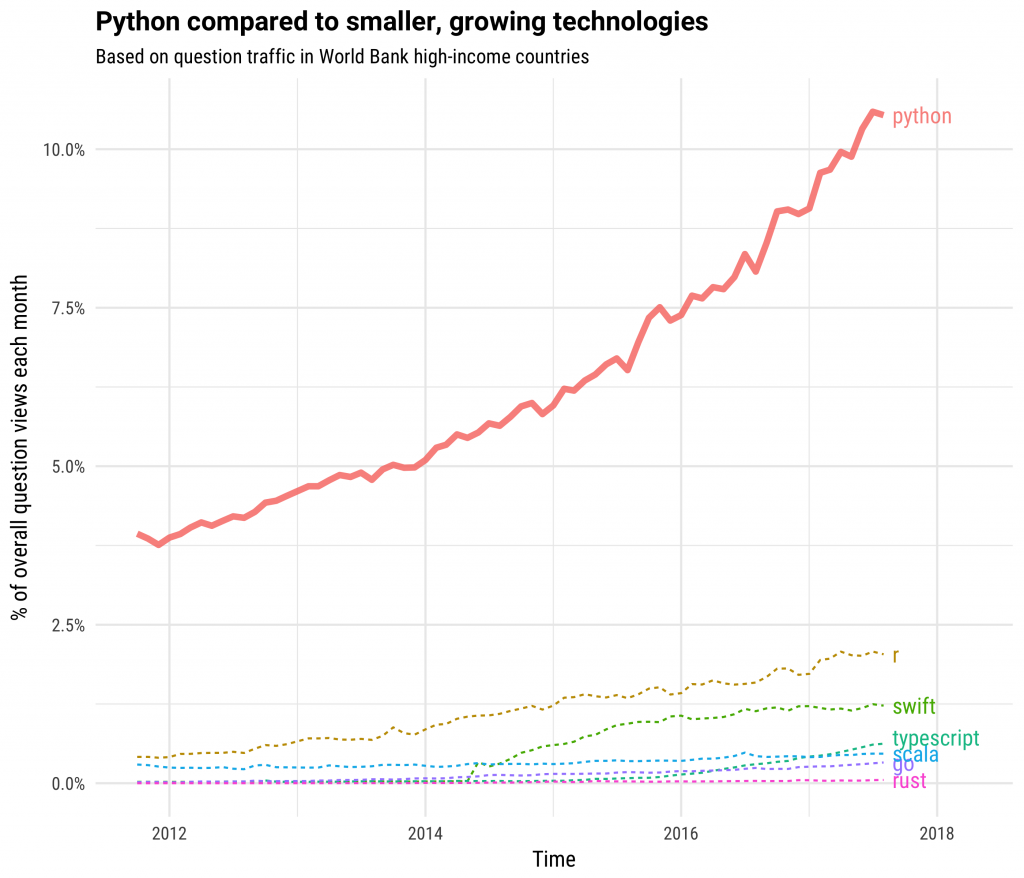 Python compared to smaller, growing technologies
Based on question traffic in World Bank high-income countries
% of overall question views each month
10.0%
7.5%
5.0%
2.5%
0.0%
python
r
swift
typescript
scala
go
rust
2012
2014
2016
2018
Time